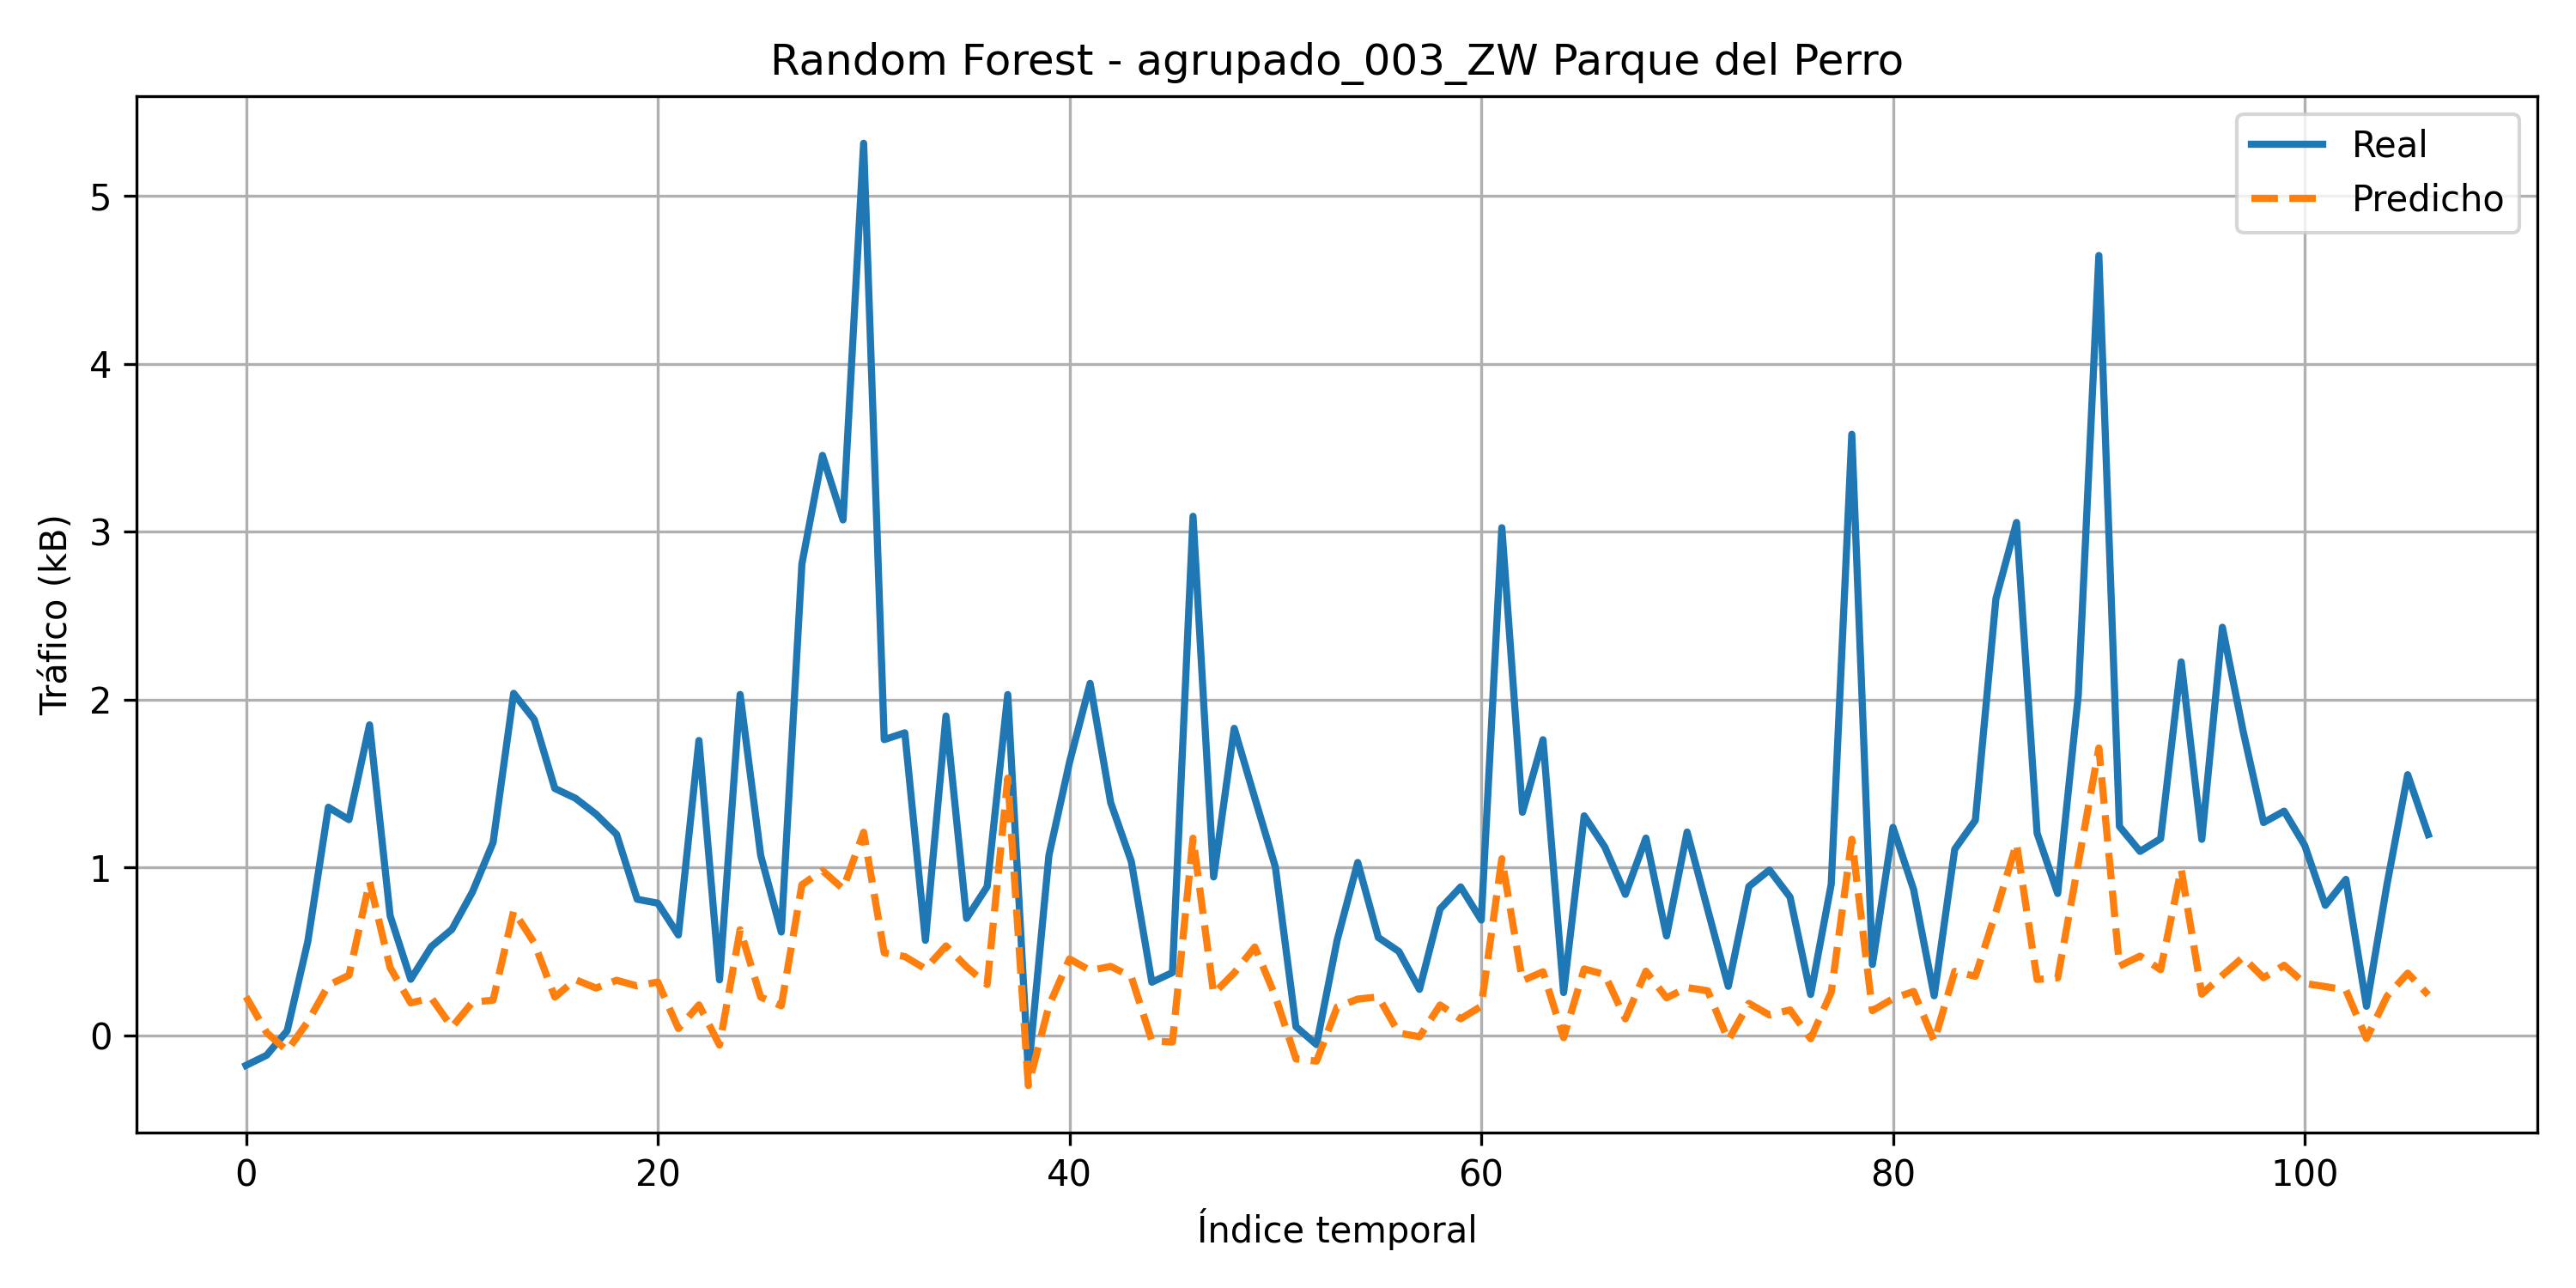 Random Forest - agrupado_003_ZW Parque del Perro
Real
Predicho
Tráfico (kB)
5
4
3
2
1
0
0 20 40 60 80 100
Índice temporal